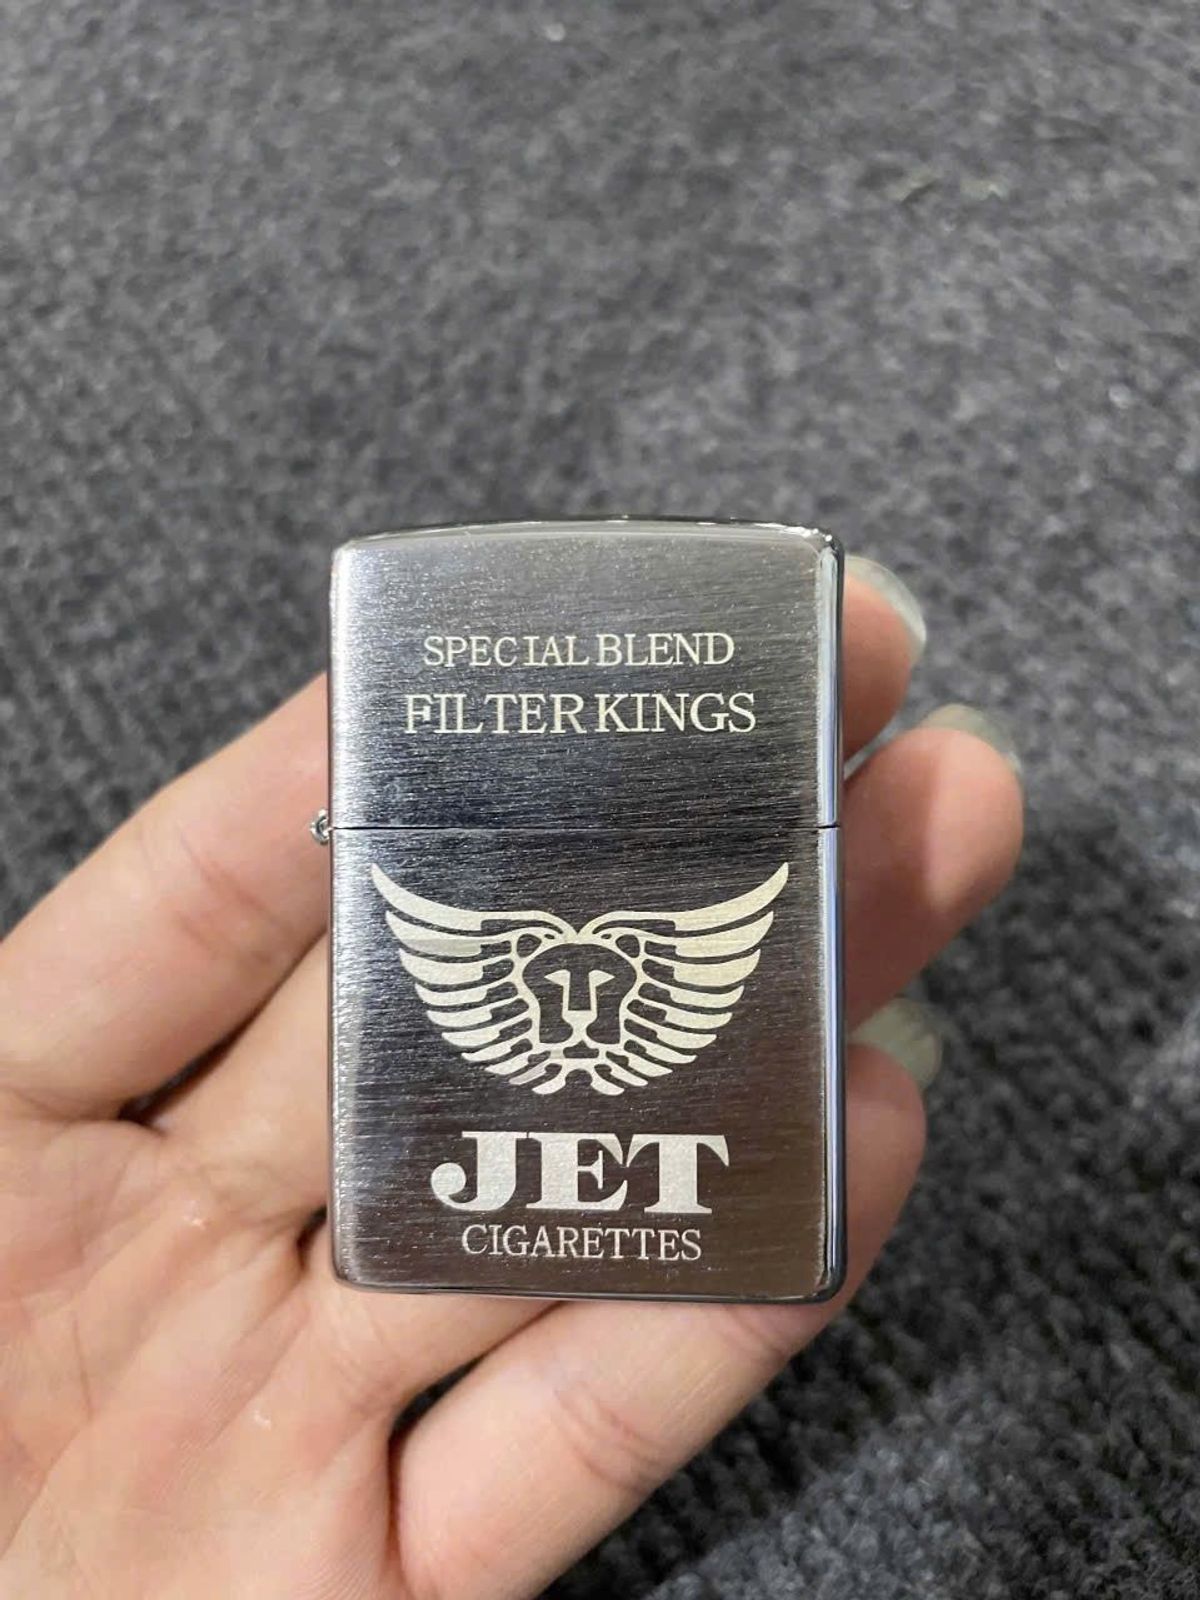 SPECIAL BLEND
FILTER KINGS
JET
CIGARETTES